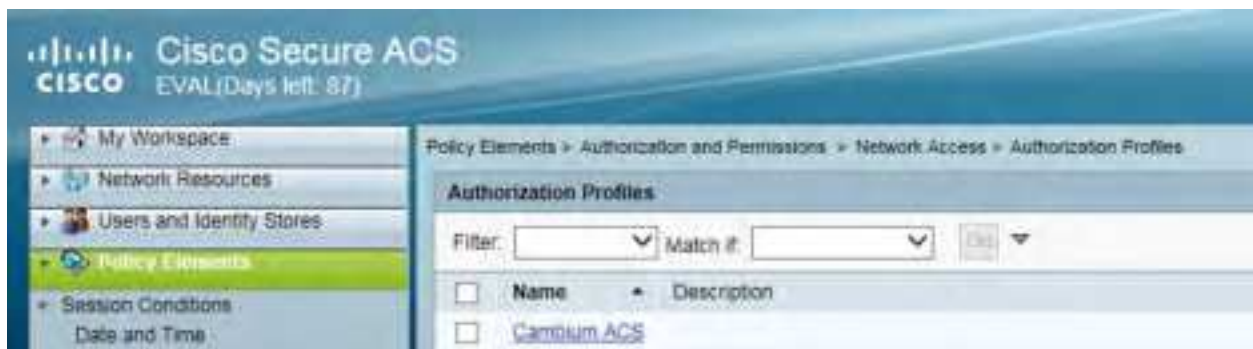 Cisco Secure ACS
CISCO EVAL(Days left: 87)
My Workspace
Network Resources
Users and Identity Stores
Policy Elements
Session Conditions
Date and Time
Policy Elements > Authorization and Permissions > Network Access > Authorization Profiles
Authorization Profiles
Filter: Match if: Go
Name Description
Cambium ACS